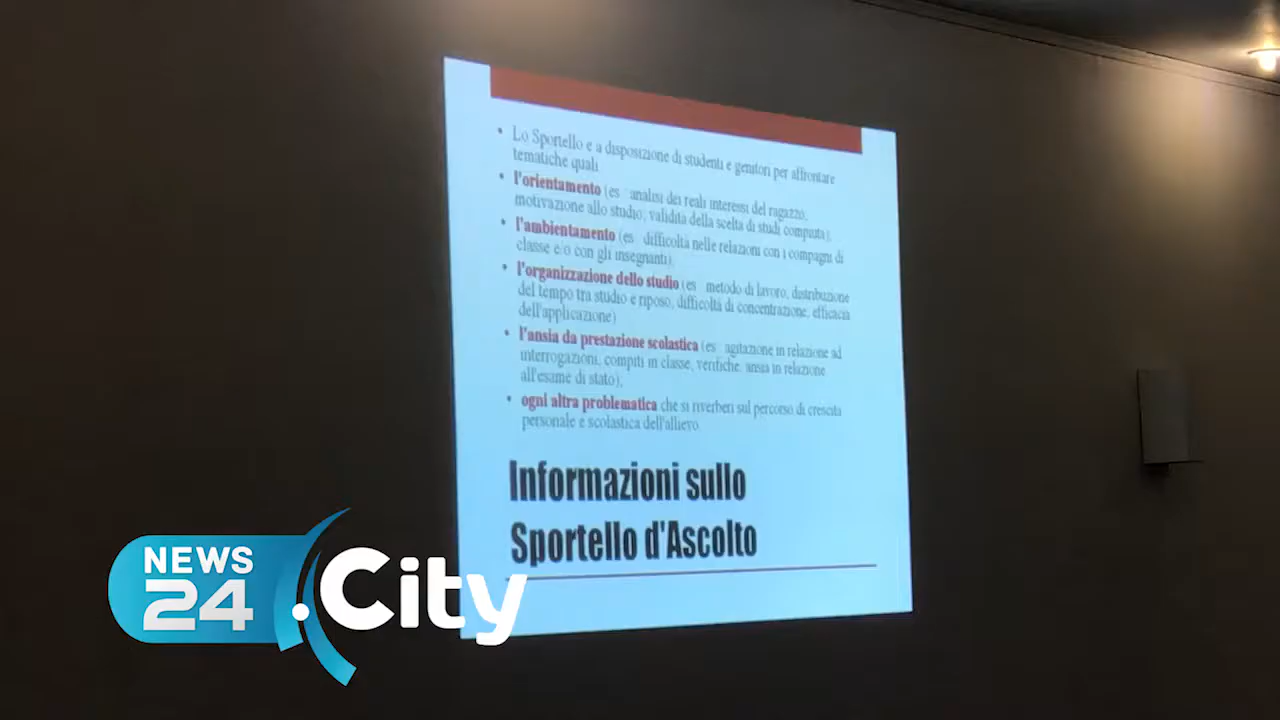 • Lo Sportello e a disposizione di studenti e genitori per affrontare
tematiche quali
• l'orientamento (es analisi dei reali interessi del ragazzo,
motivazione allo studio, validita della scelta di studi compiuta),
• l'ambientamento (es difficoltà nelle relazioni con i compagni di
classe e/o con gli insegnanti),
• l'organizzazione dello studio (es metodo di lavoro, distribuzione
del tempo tra studio e riposo, difficoltà di concentrazione, efficacia
dell'applicazione)
• l'ansia da prestazione scolastica (es agitazione in relazione ad
interrogazioni, compiti in classe, verifiche, ansia in relazione
all'esame di stato),
• ogni altra problematica che si riverberi sul percorso di crescita
personale e scolastica dell'allievo
Informazioni sullo
Sportello d'Ascolto
NEWS
24
.City